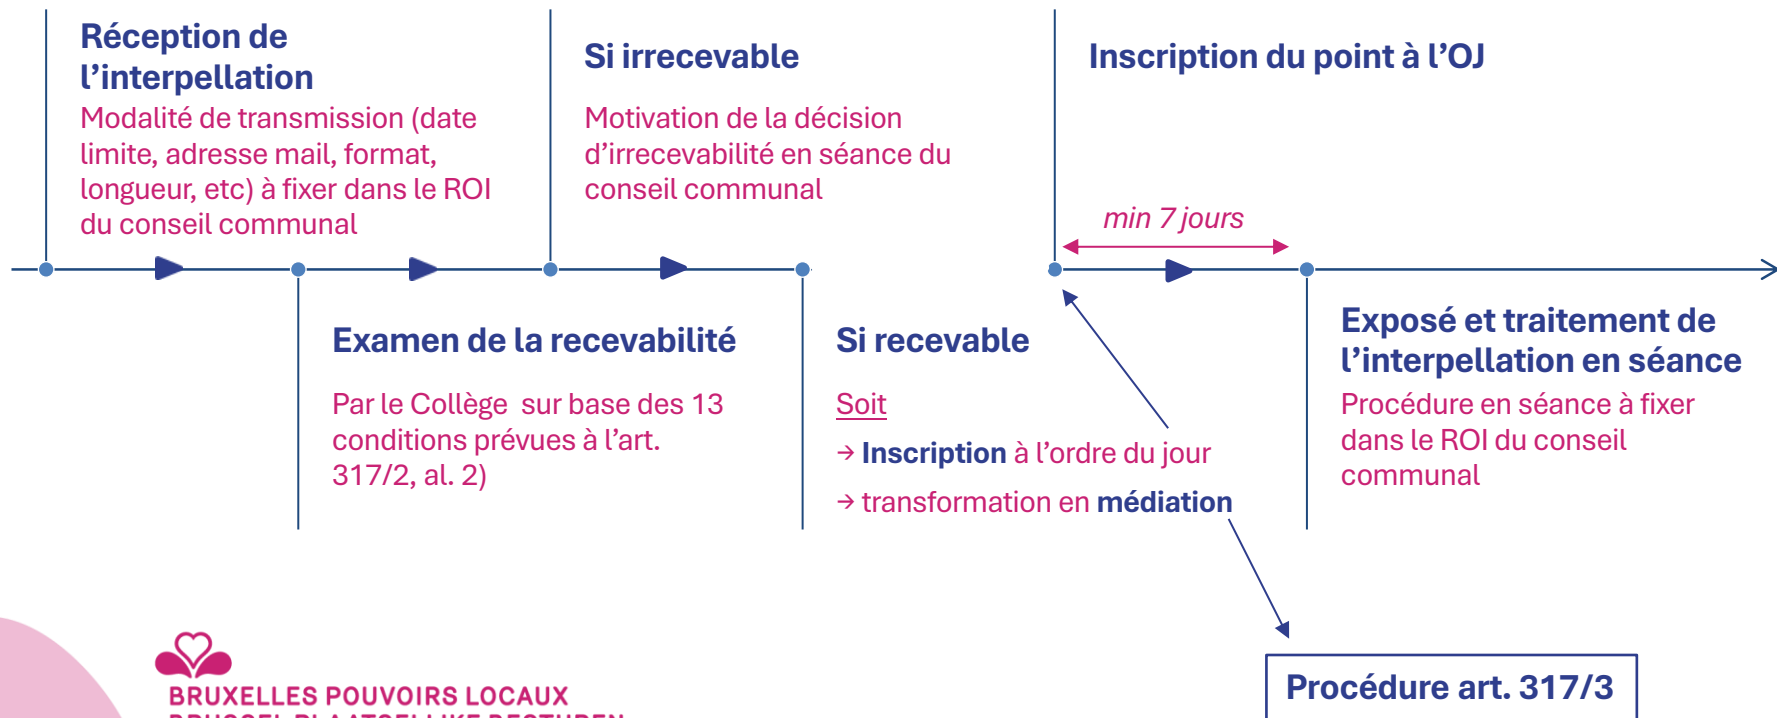 Réception de
l’interpellation
Modalité de transmission (date
limite, adresse mail, format,
longueur, etc) à fixer dans le ROI
du conseil communal
Si irrecevable
Motivation de la décision
d’irrecevabilité en séance du
conseil communal
Inscription du point à l’OJ
min 7 jours
Examen de la recevabilité
Par le Collège sur base des 13
conditions prévues à l’art.
317/2, al. 2)
Si recevable
Soit
→ Inscription à l’ordre du jour
→ transformation en médiation
Exposé et traitement de
l’interpellation en séance
Procédure en séance à fixer
dans le ROI du conseil
communal
Procédure art. 317/3
BRUXELLES POUVOIRS LOCAUX
BRUSSEL PLAATSELIJKE BESTUREN